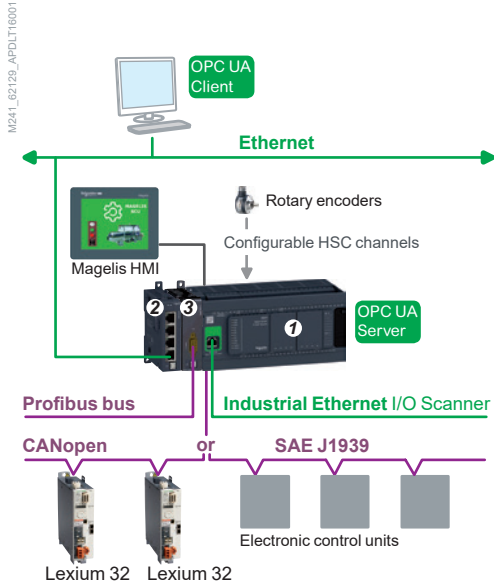 M241_62129_APDLT16001
OPC UA
Client
Ethernet
MAGELIS
Rotary encoders
Configurable HSC channels
Magelis HMI
2
3
1
OPC UA
Server
Profibus bus
Industrial Ethernet I/O Scanner
CANopen
or
SAE J1939
Electronic control units
Lexium 32
Lexium 32